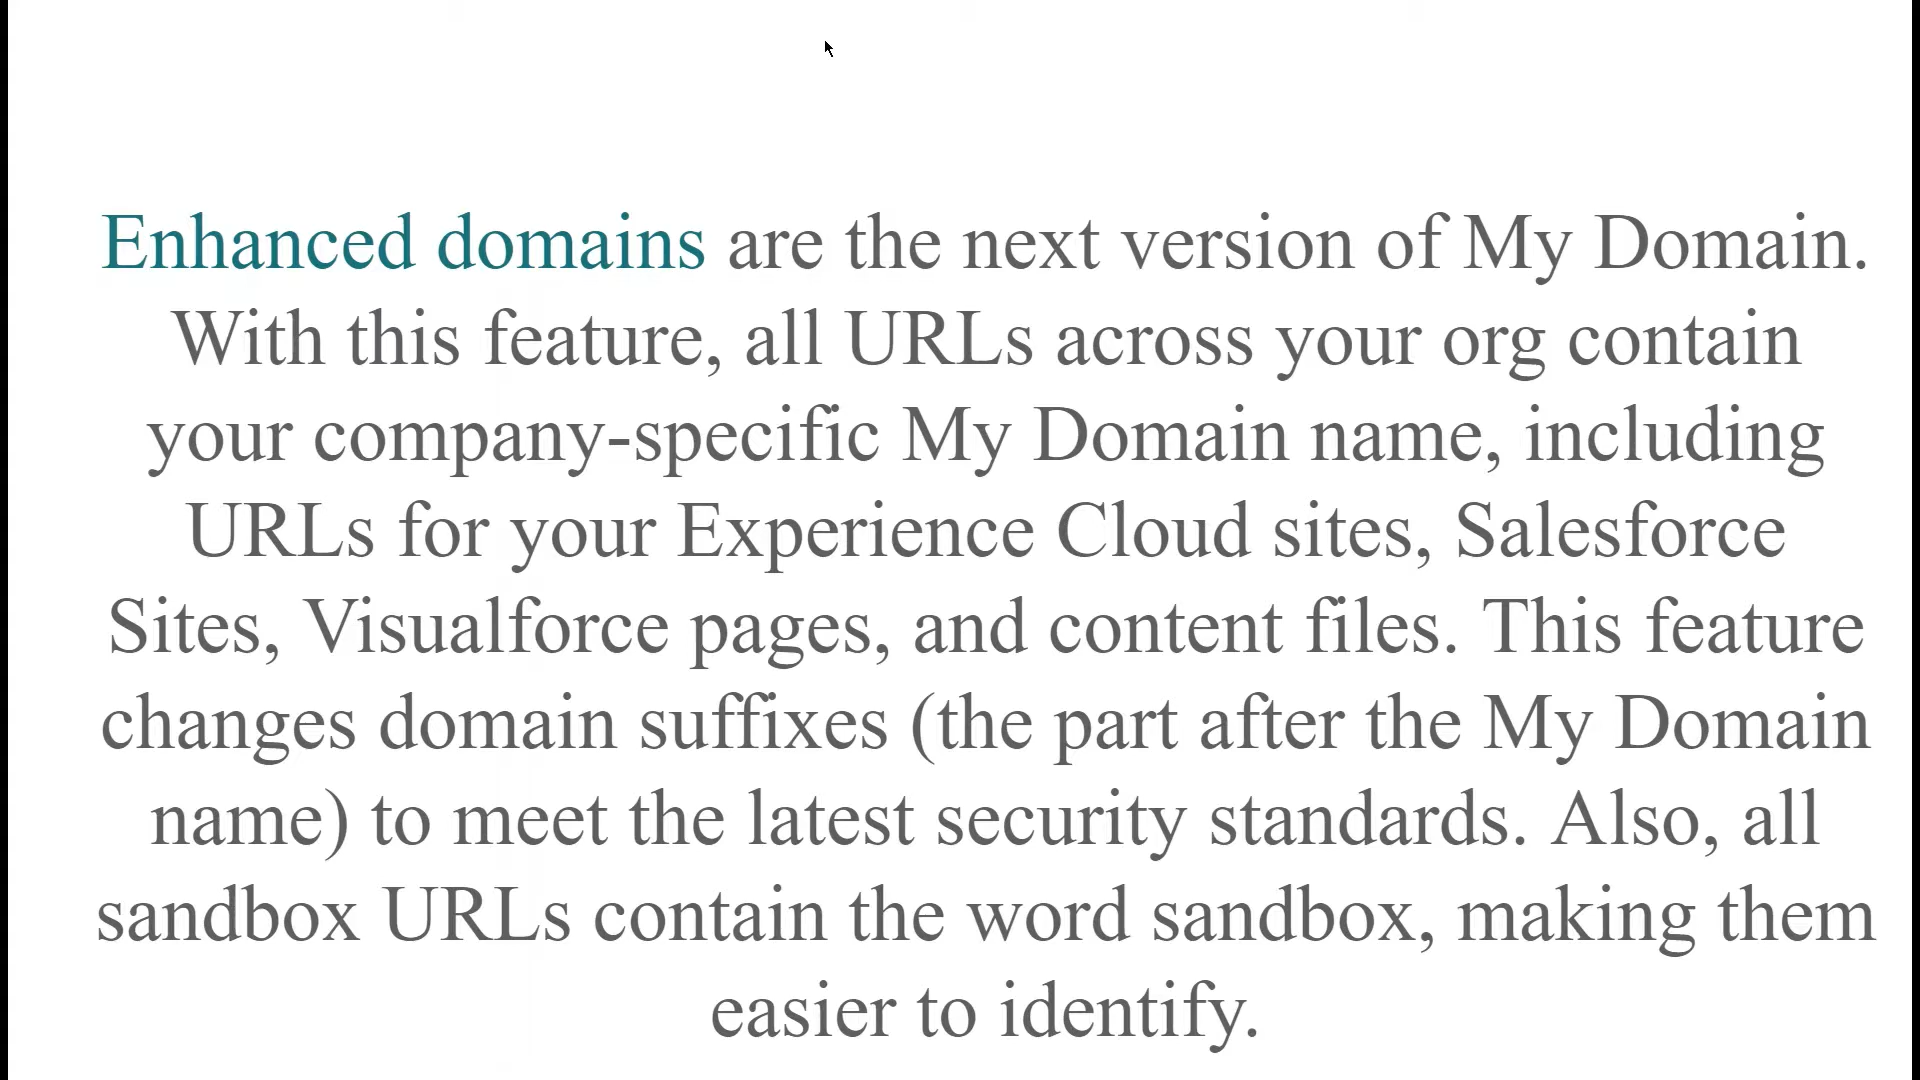 Enhanced domains are the next version of My Domain.
With this feature, all URLs across your org contain
your company-specific My Domain name, including
URLs for your Experience Cloud sites, Salesforce
Sites, Visualforce pages, and content files. This feature
changes domain suffixes (the part after the My Domain
name) to meet the latest security standards. Also, all
sandbox URLs contain the word sandbox, making them
easier to identify.